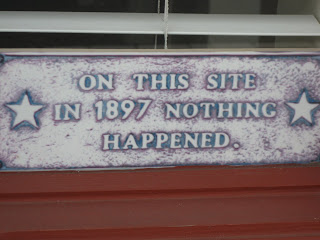 ON THIS SITE
IN 1897 NOTHING
HAPPENED.